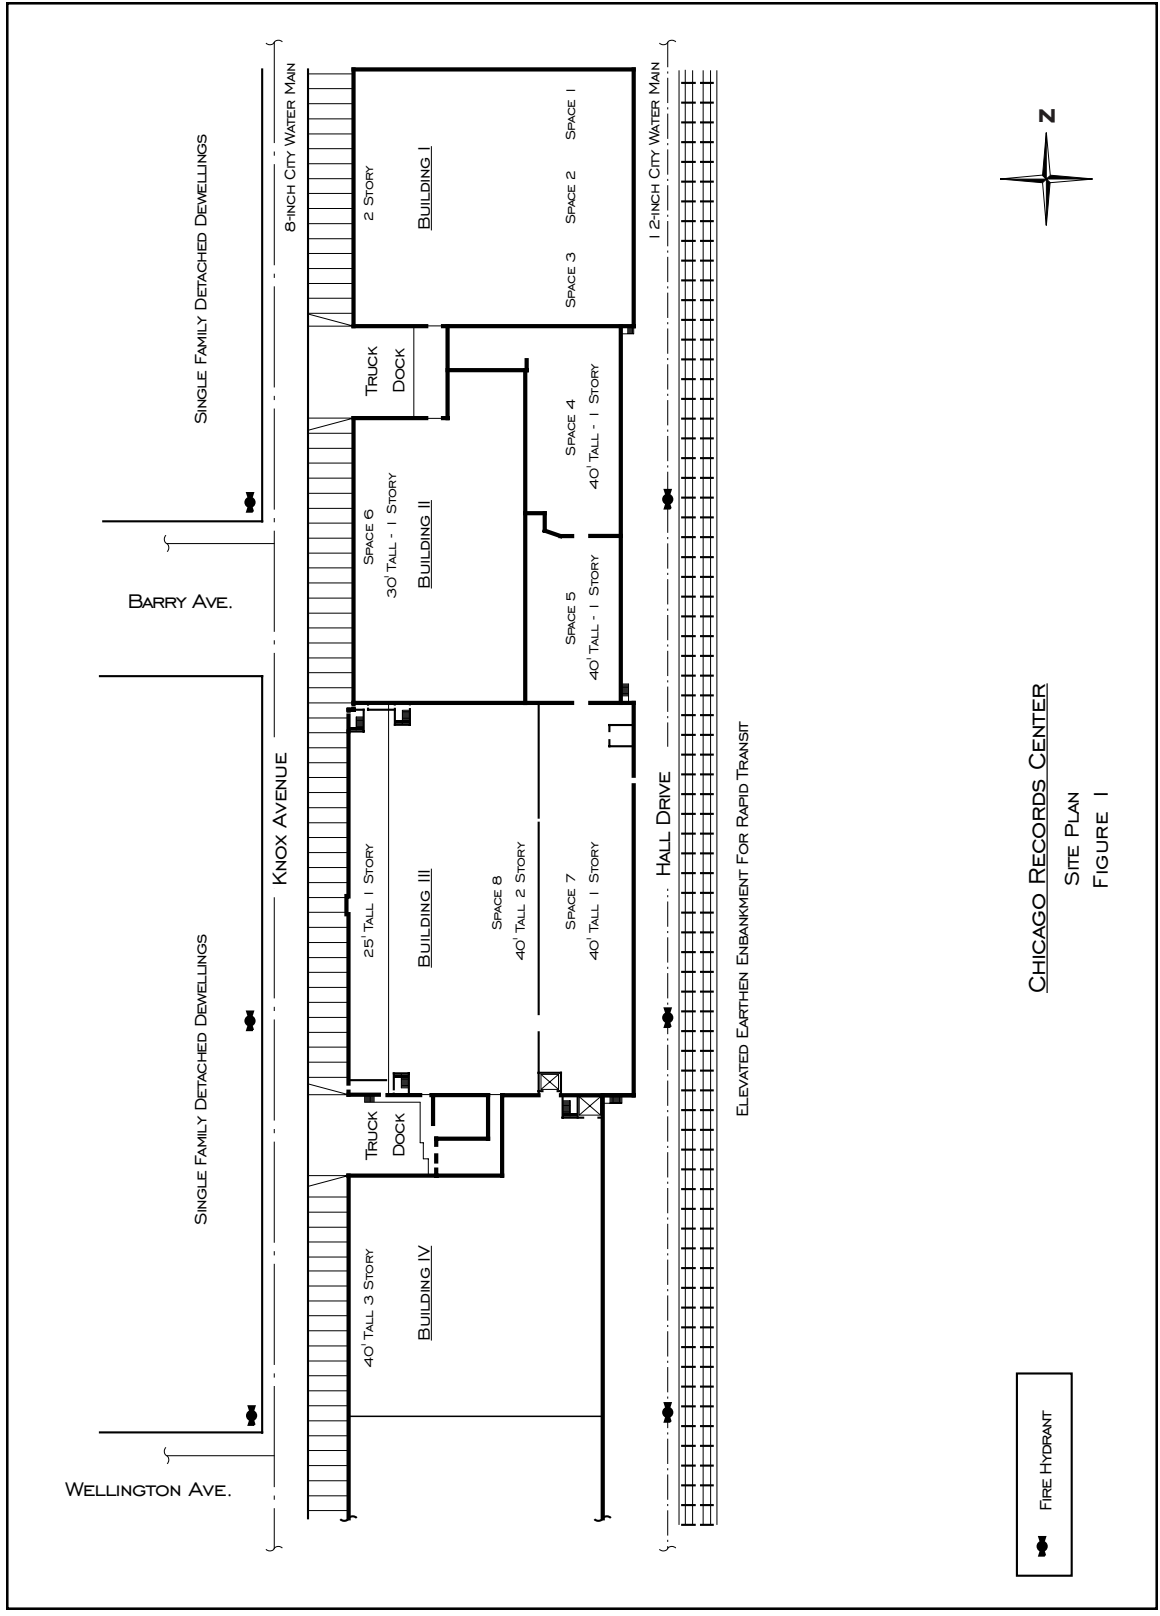 SINGLE FAMILY DETACHED DEWELLINGS
SINGLE FAMILY DETACHED DEWELLINGS
WELLINGTON AVE.
BARRY AVE.
KNOX AVENUE
8-INCH CITY WATER MAIN
40' TALL 3 STORY
BUILDING IV
TRUCK
DOCK
25' TALL 1 STORY
BUILDING III
SPACE 8
40' TALL 2 STORY
SPACE 7
40' TALL 1 STORY
SPACE 6
30' TALL - 1 STORY
BUILDING II
SPACE 5
40' TALL - 1 STORY
SPACE 4
40' TALL - 1 STORY
TRUCK
DOCK
2 STORY
BUILDING I
SPACE 3
SPACE 2
SPACE 1
HALL DRIVE
12-INCH CITY WATER MAIN
ELEVATED EARTHEN ENBANKMENT FOR RAPID TRANSIT
N
CHICAGO RECORDS CENTER
SITE PLAN
FIGURE 1
FIRE HYDRANT